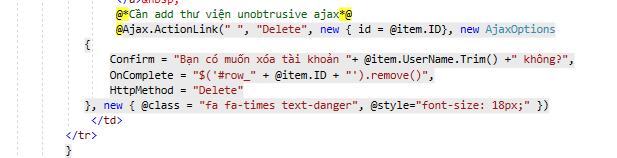 </a>&nbsp;
@*Cần add thư viện unobtrusive ajax*@
@Ajax.ActionLink(" ", "Delete", new { id = @item.ID}, new AjaxOptions
{
Confirm = "Bạn có muốn xóa tài khoản "+ @item.UserName.Trim() +" không?",
OnComplete = "$('#row_" + @item.ID + "').remove()",
HttpMethod = "Delete"
}, new { @class = "fa fa-times text-danger", @style="font-size: 18px;" })
</td>
</tr>
}